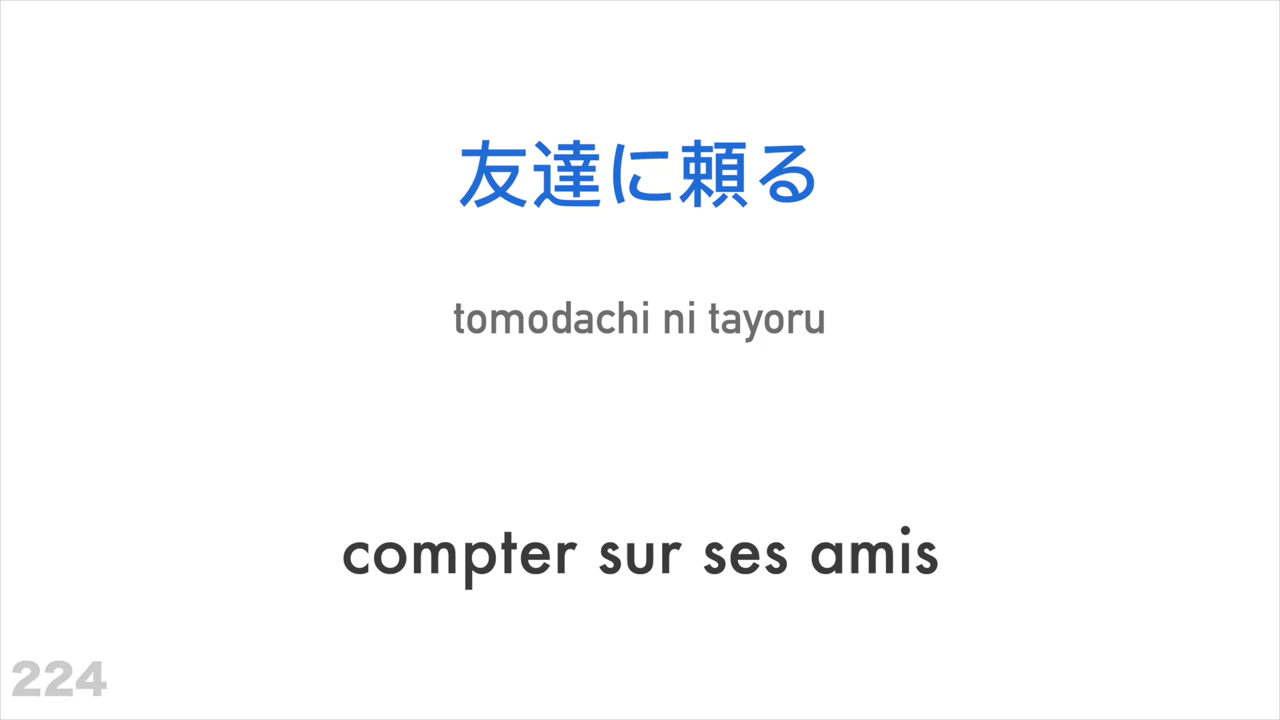 友達に頼る
tomodachi ni tayoru
compter sur ses amis
224